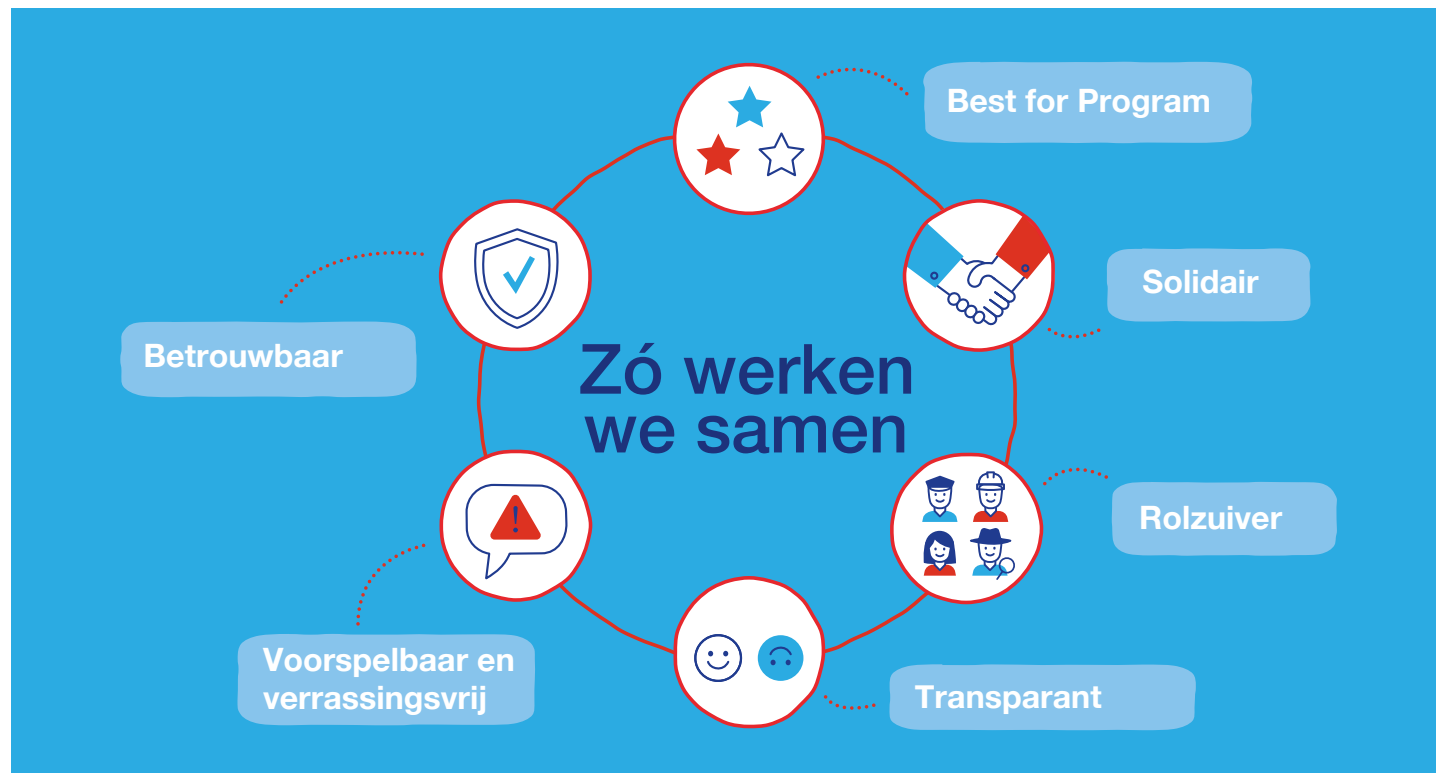 Best for Program
Solidair
Betrouwbaar
Zó werken
we samen
Rolzuiver
Voorspelbaar en
verrassingsvrij
Transparant